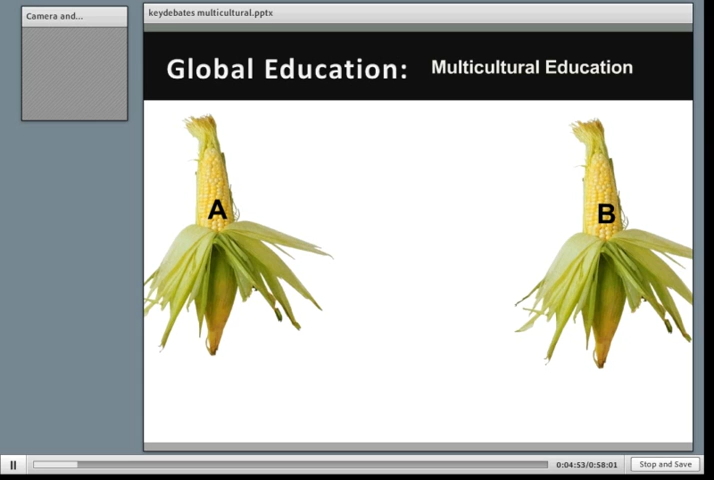 Camera and...
keydebates multicultural.pptx
Global Education: Multicultural Education
A
B
0:04:53/0:58:01
Stop and Save